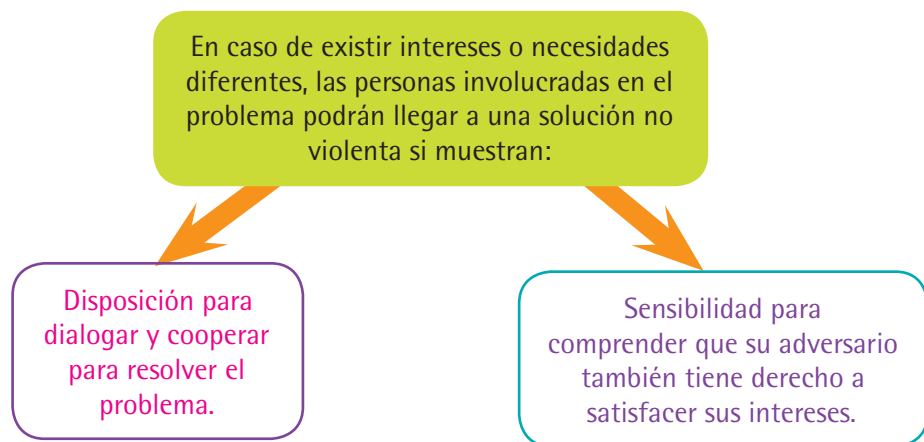 En caso de existir intereses o necesidades
diferentes, las personas involucradas en el
problema podrán llegar a una solución no
violenta si muestran:
Disposición para
dialogar y cooperar
para resolver el
problema.
Sensibilidad para
comprender que su adversario
también tiene derecho a
satisfacer sus intereses.